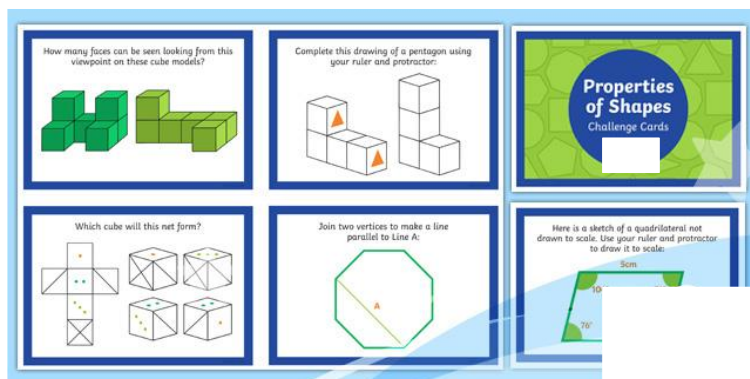 How many faces can be seen looking from this
viewpoint on these cube models?
Complete this drawing of a pentagon using
your ruler and protractor:
Properties
of Shapes
Challenge Cards
Which cube will this net form?
Join two vertices to make a line
parallel to Line A:
A
Here is a sketch of a quadrilateral not
drawn to scale. Use your ruler and protractor
to draw it to scale:
5cm
10
76°